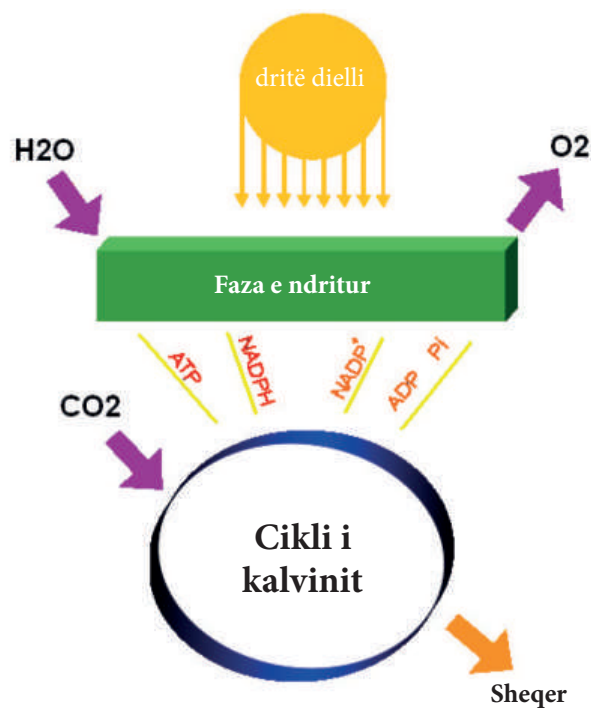 dritë dielli
H2O
O2
Faza e ndritur
ATP
NADPH
NADP+
ADP Pi
CO2
Cikli i
kalvinit
Sheqer